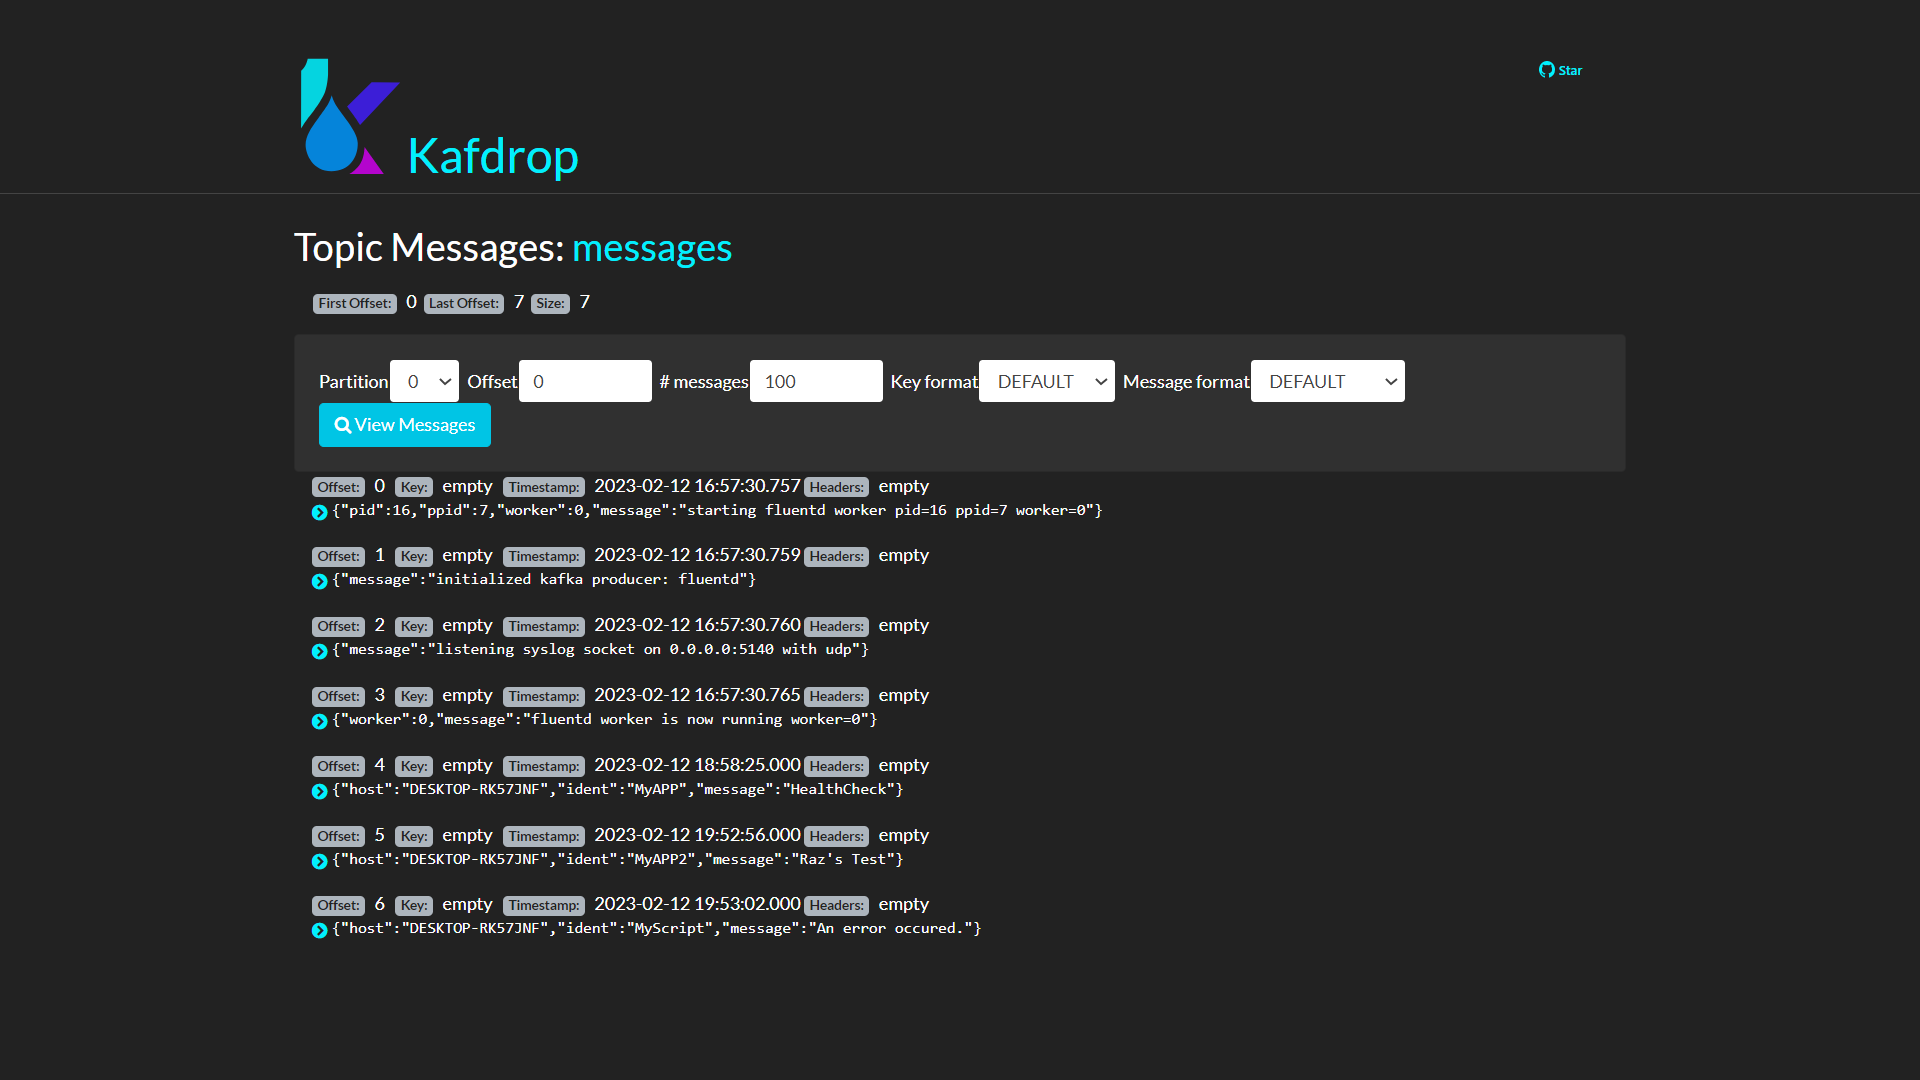 Star
Kafdrop
Topic Messages: messages
First Offset: 0 Last Offset: 7 Size: 7
Partition 0 Offset 0 # messages 100 Key format DEFAULT Message format DEFAULT
View Messages
Offset: 0 Key: empty Timestamp: 2023-02-12 16:57:30.757 Headers: empty
{"pid":16,"ppid":7,"worker":0,"message":"starting fluentd worker pid=16 ppid=7 worker=0"}
Offset: 1 Key: empty Timestamp: 2023-02-12 16:57:30.759 Headers: empty
{"message":"initialized kafka producer: fluentd"}
Offset: 2 Key: empty Timestamp: 2023-02-12 16:57:30.760 Headers: empty
{"message":"listening syslog socket on 0.0.0.0:5140 with udp"}
Offset: 3 Key: empty Timestamp: 2023-02-12 16:57:30.765 Headers: empty
{"worker":0,"message":"fluentd worker is now running worker=0"}
Offset: 4 Key: empty Timestamp: 2023-02-12 18:58:25.000 Headers: empty
{"host":"DESKTOP-RK57JNF","ident":"MyAPP","message":"HealthCheck"}
Offset: 5 Key: empty Timestamp: 2023-02-12 19:52:56.000 Headers: empty
{"host":"DESKTOP-RK57JNF","ident":"MyAPP2","message":"Raz's Test"}
Offset: 6 Key: empty Timestamp: 2023-02-12 19:53:02.000 Headers: empty
{"host":"DESKTOP-RK57JNF","ident":"MyScript","message":"An error occured."}